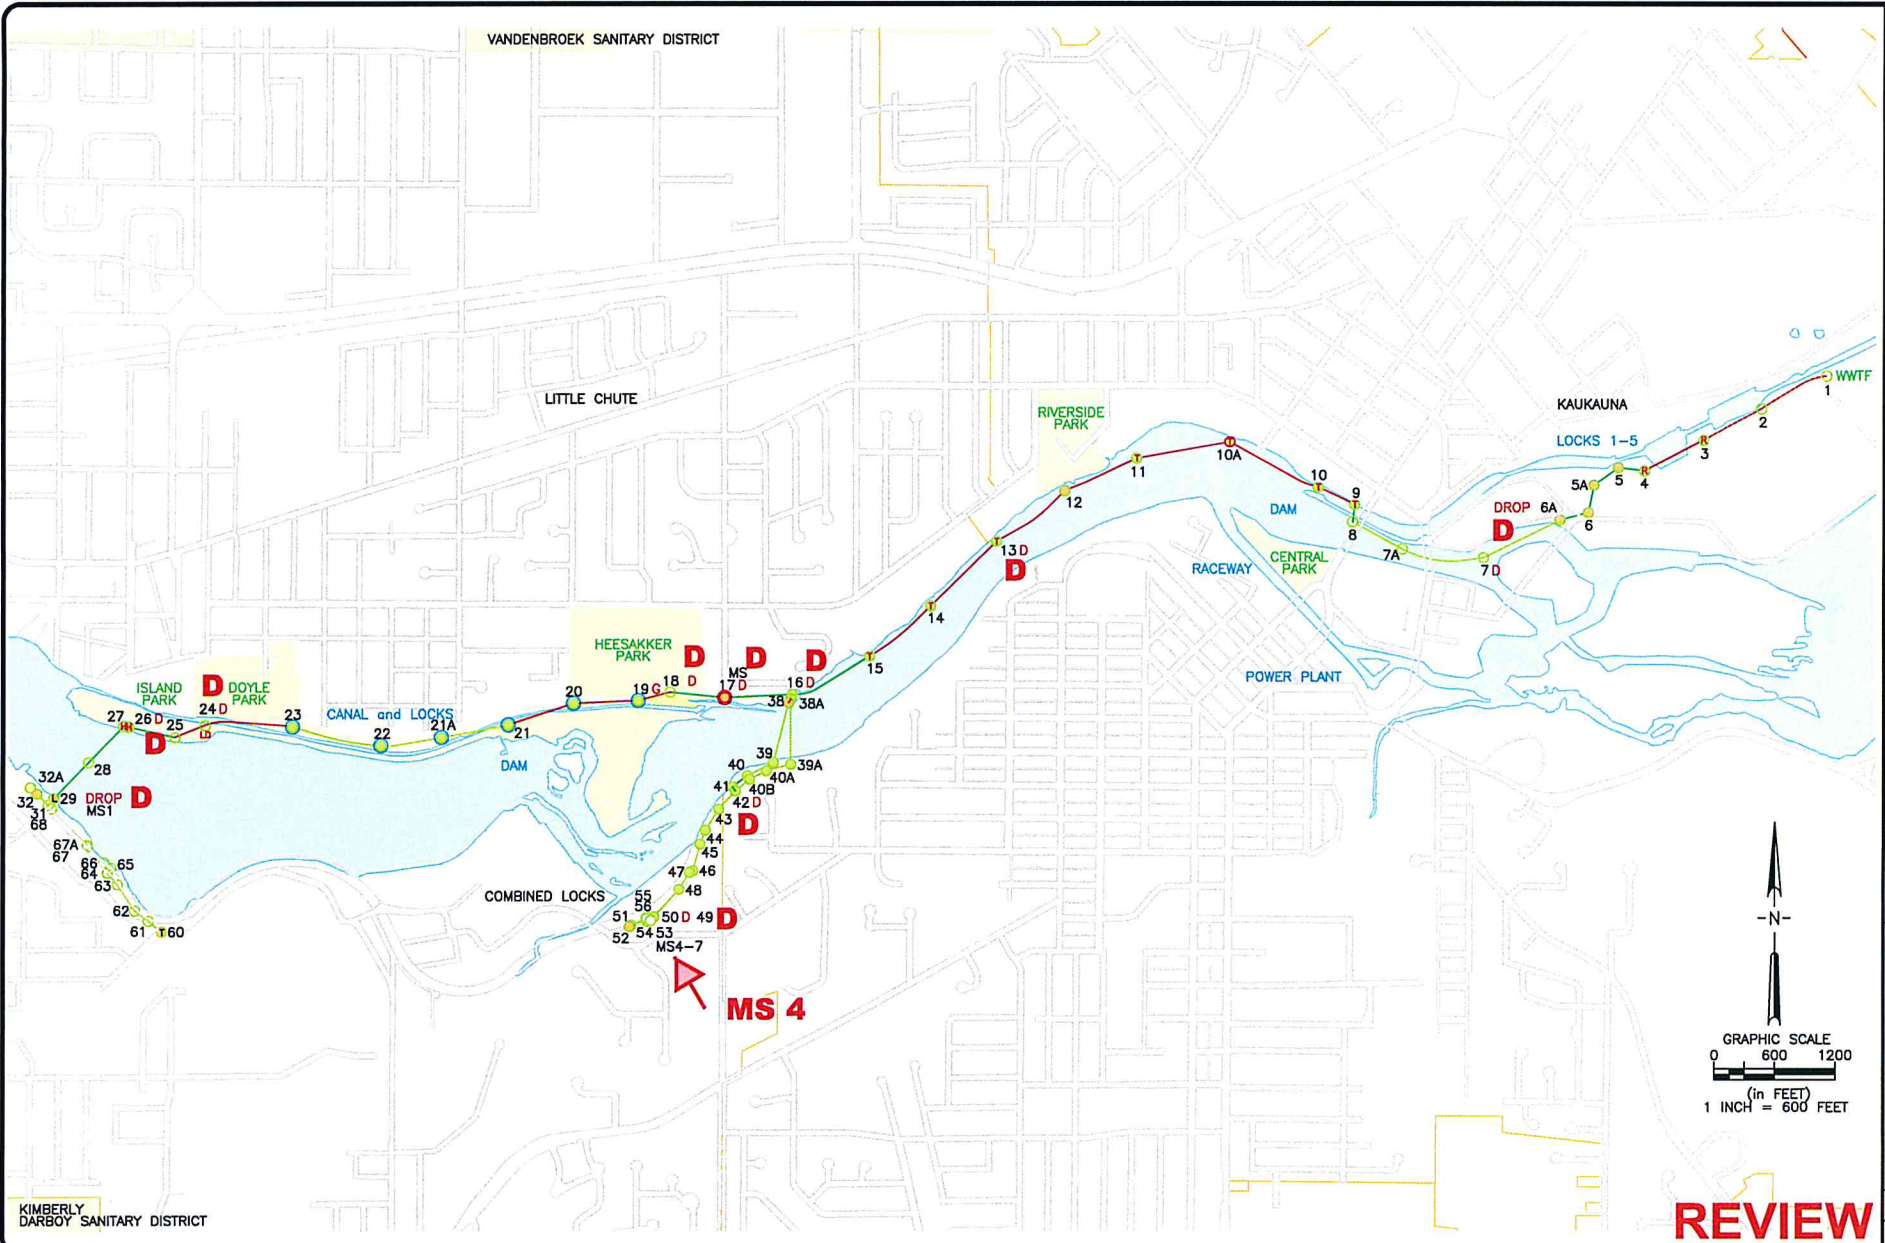 VANDENBROEK SANITARY DISTRICT
WWTF
1
2
KAUKAUNA
LOCKS 1-5
R
3
R
4
5
5A
6
6A
DROP
D
7 D
7A
8
9
T
10
T
10A
T
11
T
12
RIVERSIDE
PARK
LITTLE CHUTE
DAM
CENTRAL
PARK
RACEWAY
POWER PLANT
13 D
T
D
14
T
15
T
HEESAKKER
PARK
D
D
D
MS
16 D
17 D
18 D
19 G
20
38
38A
21
21A
22
23
CANAL and LOCKS
DAM
ISLAND
PARK
D
DOYLE
PARK
24 D
25
26 D
27
D
28
L29
DROP
D
MS1
32A
32
31
68
67A
67
66
65
64
63
62
61
T 60
39
39A
40
40A
40B
41
42 D
D
43
44
45
46
47
48
COMBINED LOCKS
55
56
51
50 D
49
D
52
54
53
MS4-7
MS 4
-N-
GRAPHIC SCALE
0 600 1200
(in FEET)
1 INCH = 600 FEET
KIMBERLY
DARBOY SANITARY DISTRICT
REVIEW